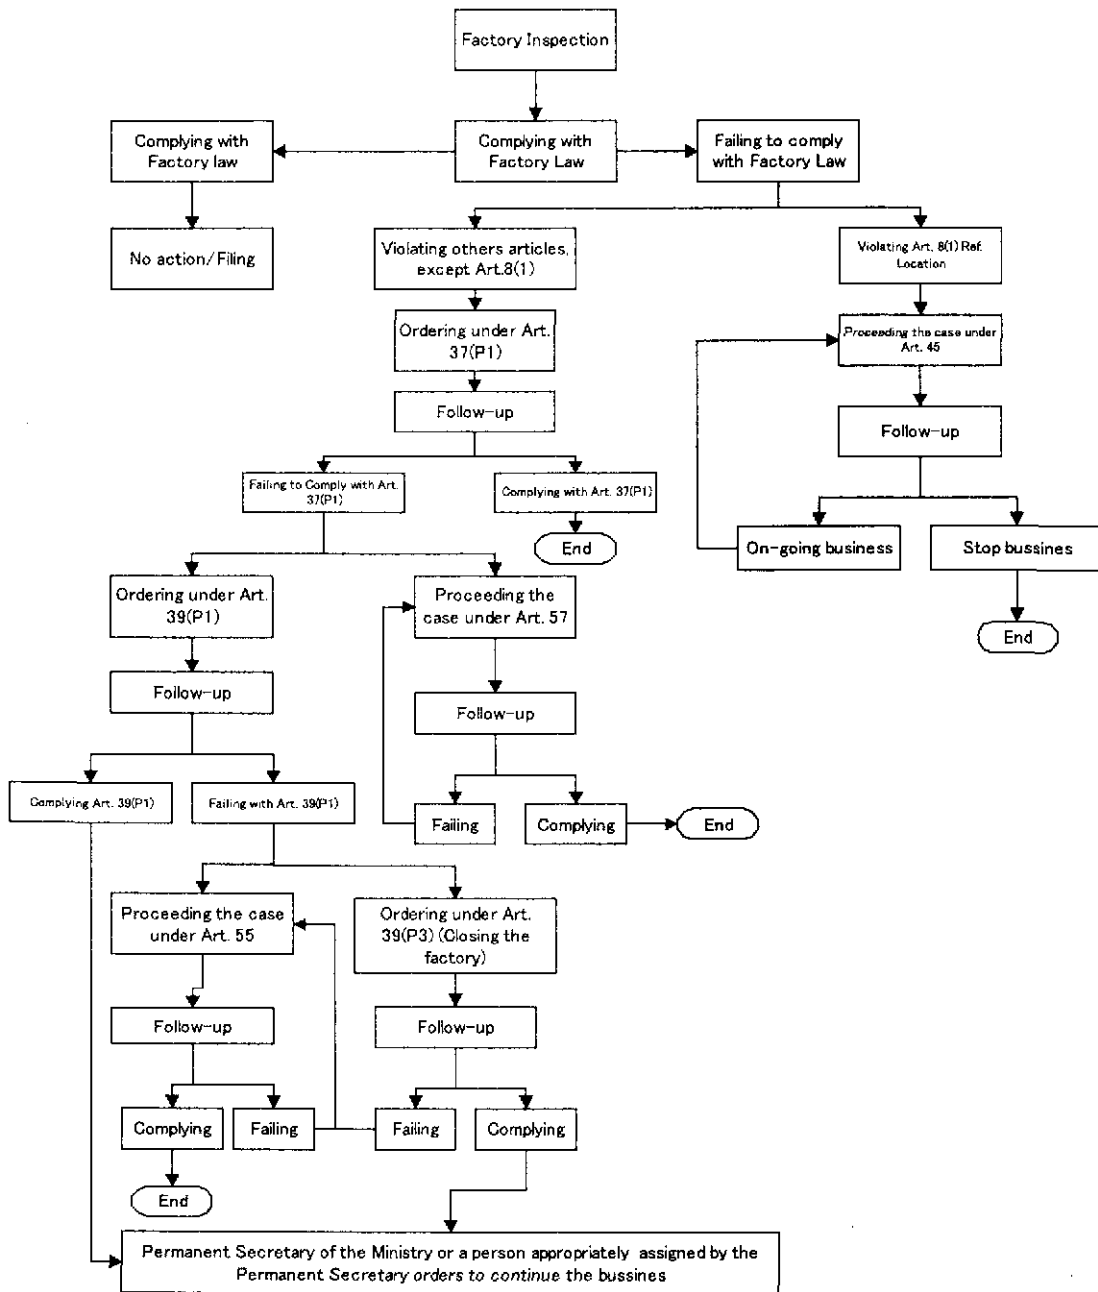 Factory Inspection
Complying with
Factory law
Complying with
Factory Law
Failing to comply
with Factory Law
No action/Filing
Violating others articles,
except Art.8(1)
Violating Art. 8(1) Ref.
Location
Ordering under Art.
37(P1)
Proceeding the case under
Art. 45
Follow-up
Follow-up
Failing to Comply with Art.
37(P1)
Complying with Art. 37(P1)
End
On-going business
Stop bussines
End
Ordering under Art.
39(P1)
Proceeding the
case under Art. 57
Follow-up
Follow-up
Complying Art. 39(P1)
Failing with Art. 39(P1)
Failing
Complying
End
Proceeding the case
under Art. 55
Ordering under Art.
39(P3) (Closing the
factory)
Follow-up
Follow-up
Complying
Failing
Failing
Complying
End
Permanent Secretary of the Ministry or a person appropriately assigned by the
Permanent Secretary orders to continue the bussines